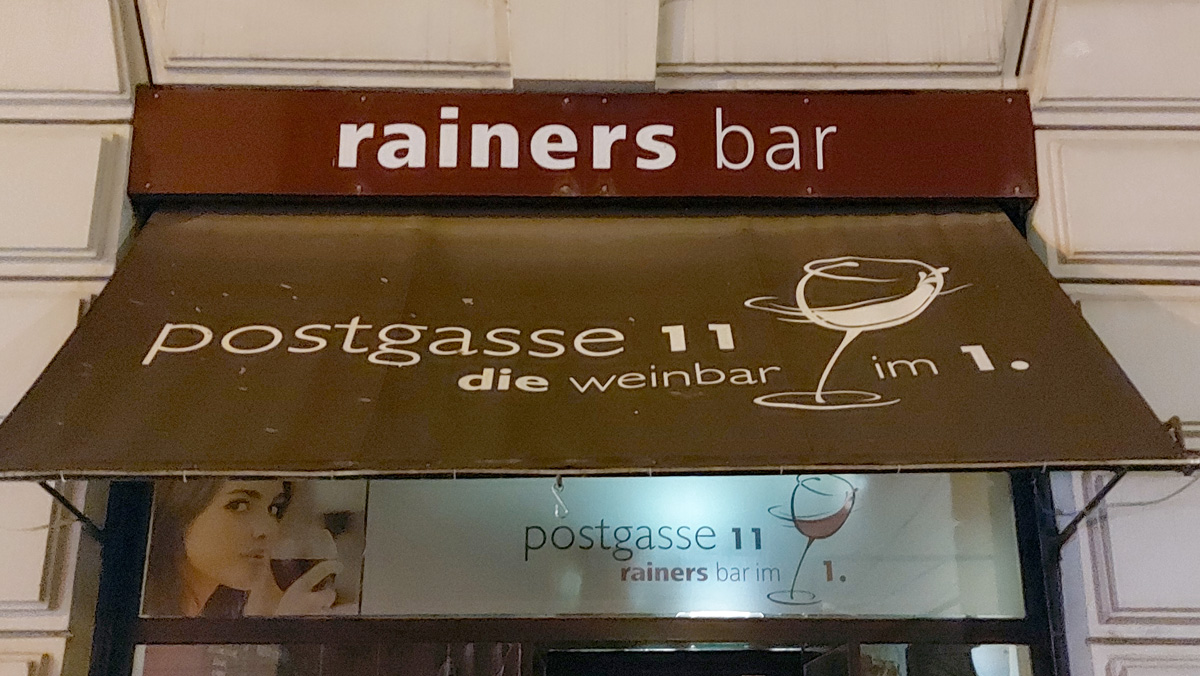 rainers bar
postgasse 11
die weinbar im 1.
postgasse 11
rainers bar im 1.